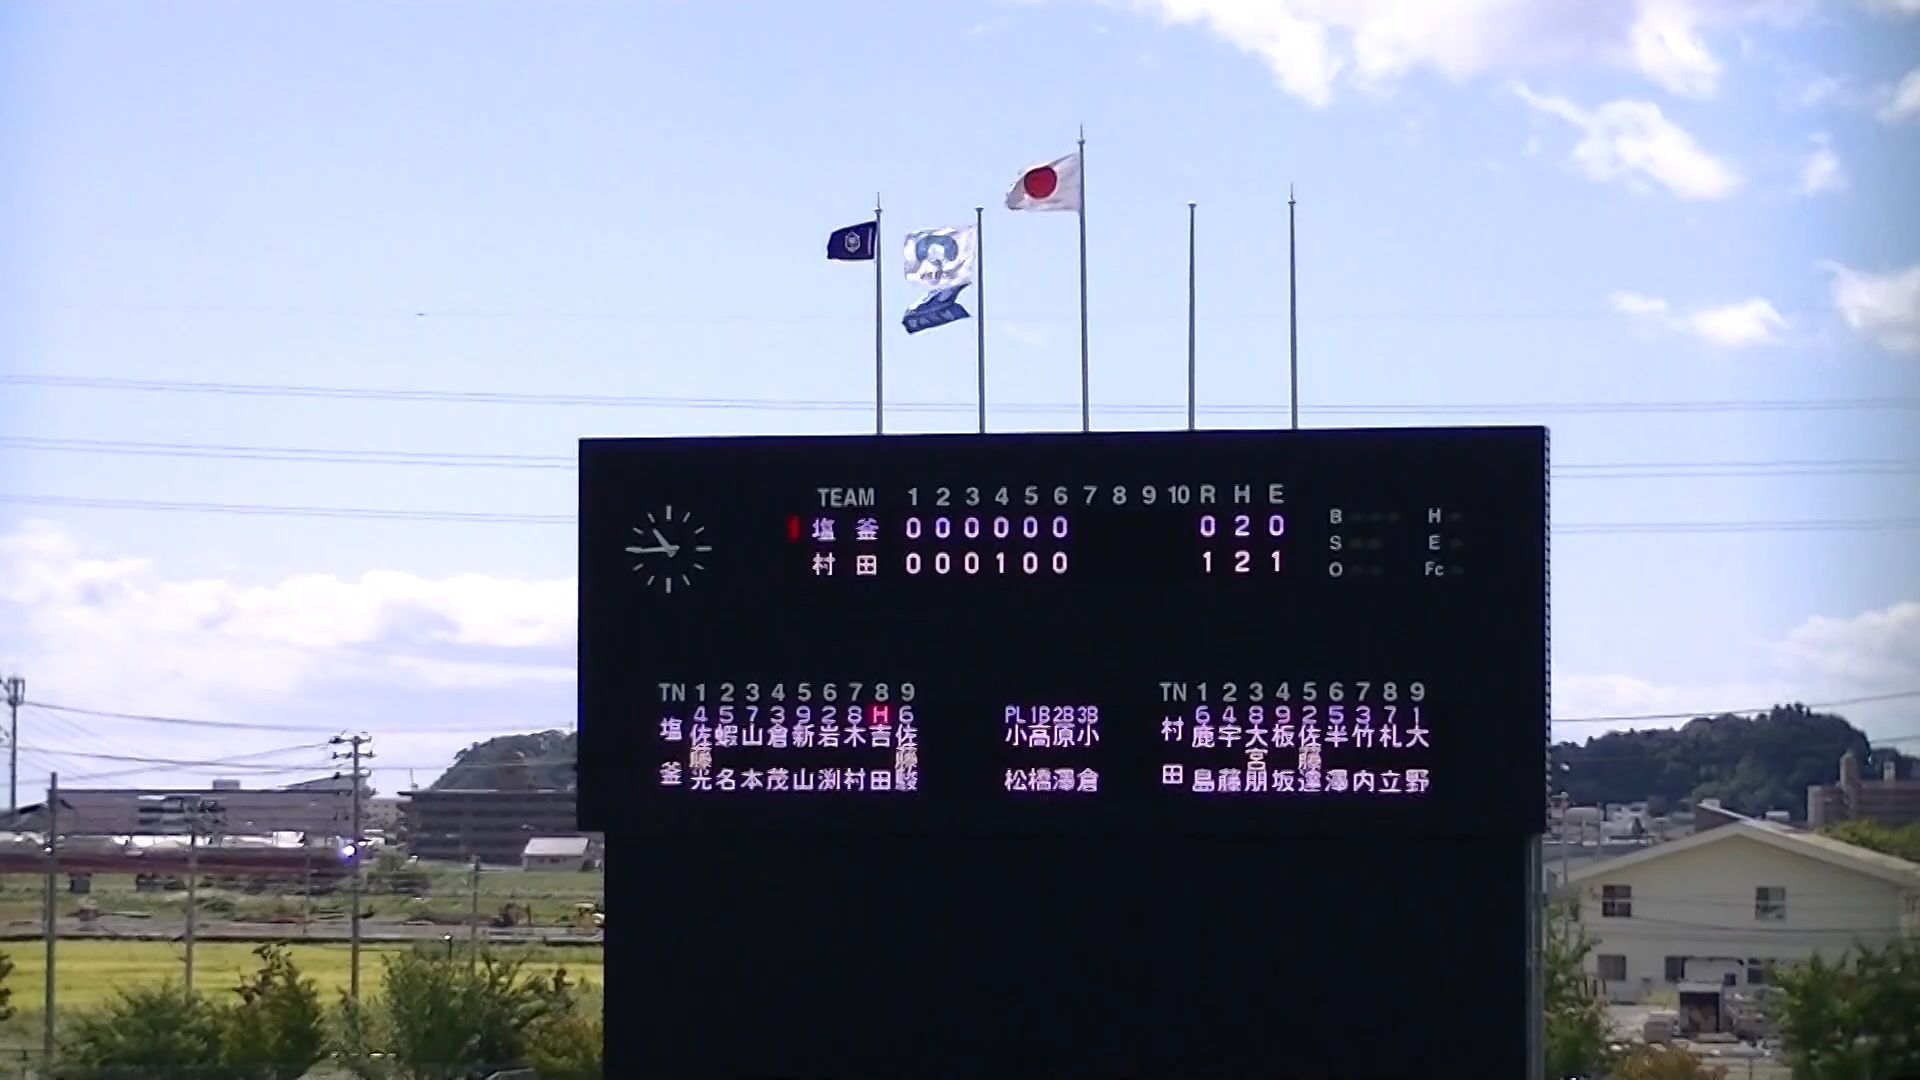 TEAM 1 2 3 4 5 6 7 8 9 10 R H E
塩釜 0 0 0 0 0 0 0 2 0
村田 0 0 0 1 0 0 1 2 1
B H
S E
O Fc
TN 1 2 3 4 5 6 7 8 9
4 5 7 3 9 2 8 H 6
塩釜 佐藤光 蝦名 山本 倉茂 新山 岩渕 木村 吉田 佐藤駿
PL 1B 2B 3B
小松 高橋 原澤 小倉
TN 1 2 3 4 5 6 7 8 9
6 4 8 9 2 5 3 7 1
村田 鹿島 宇藤 大宮朋 板坂 佐藤蓮 半澤 竹内 札立 大野